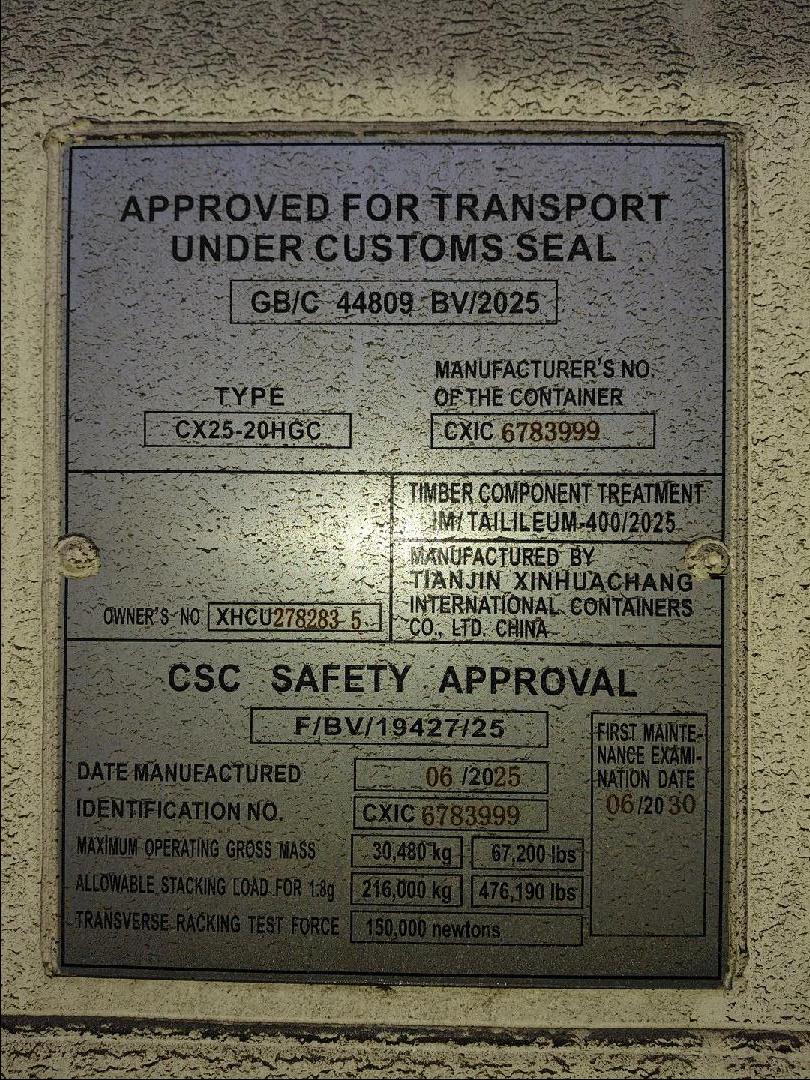 APPROVED FOR TRANSPORT
UNDER CUSTOMS SEAL
GB/C 44809 BV/2025
TYPE
CX25-20HGC
MANUFACTURER'S NO.
OF THE CONTAINER
CXIC 6783999
TIMBER COMPONENT TREATMENT
IM/ TAILILEUM-400/2025
MANUFACTURED BY
TIANJIN XINHUACHANG
INTERNATIONAL CONTAINERS
CO., LTD. CHINA
OWNER'S NO XHCU278283 5
CSC SAFETY APPROVAL
F/BV/19427/25
DATE MANUFACTURED 06 /2025
IDENTIFICATION NO. CXIC 6783999
MAXIMUM OPERATING GROSS MASS 30,480 kg 67,200 lbs
ALLOWABLE STACKING LOAD FOR 1.8g 216,000 kg 476,190 lbs
TRANSVERSE RACKING TEST FORCE 150,000 newtons
FIRST MAINTE-
NANCE EXAMI-
NATION DATE
06/2030